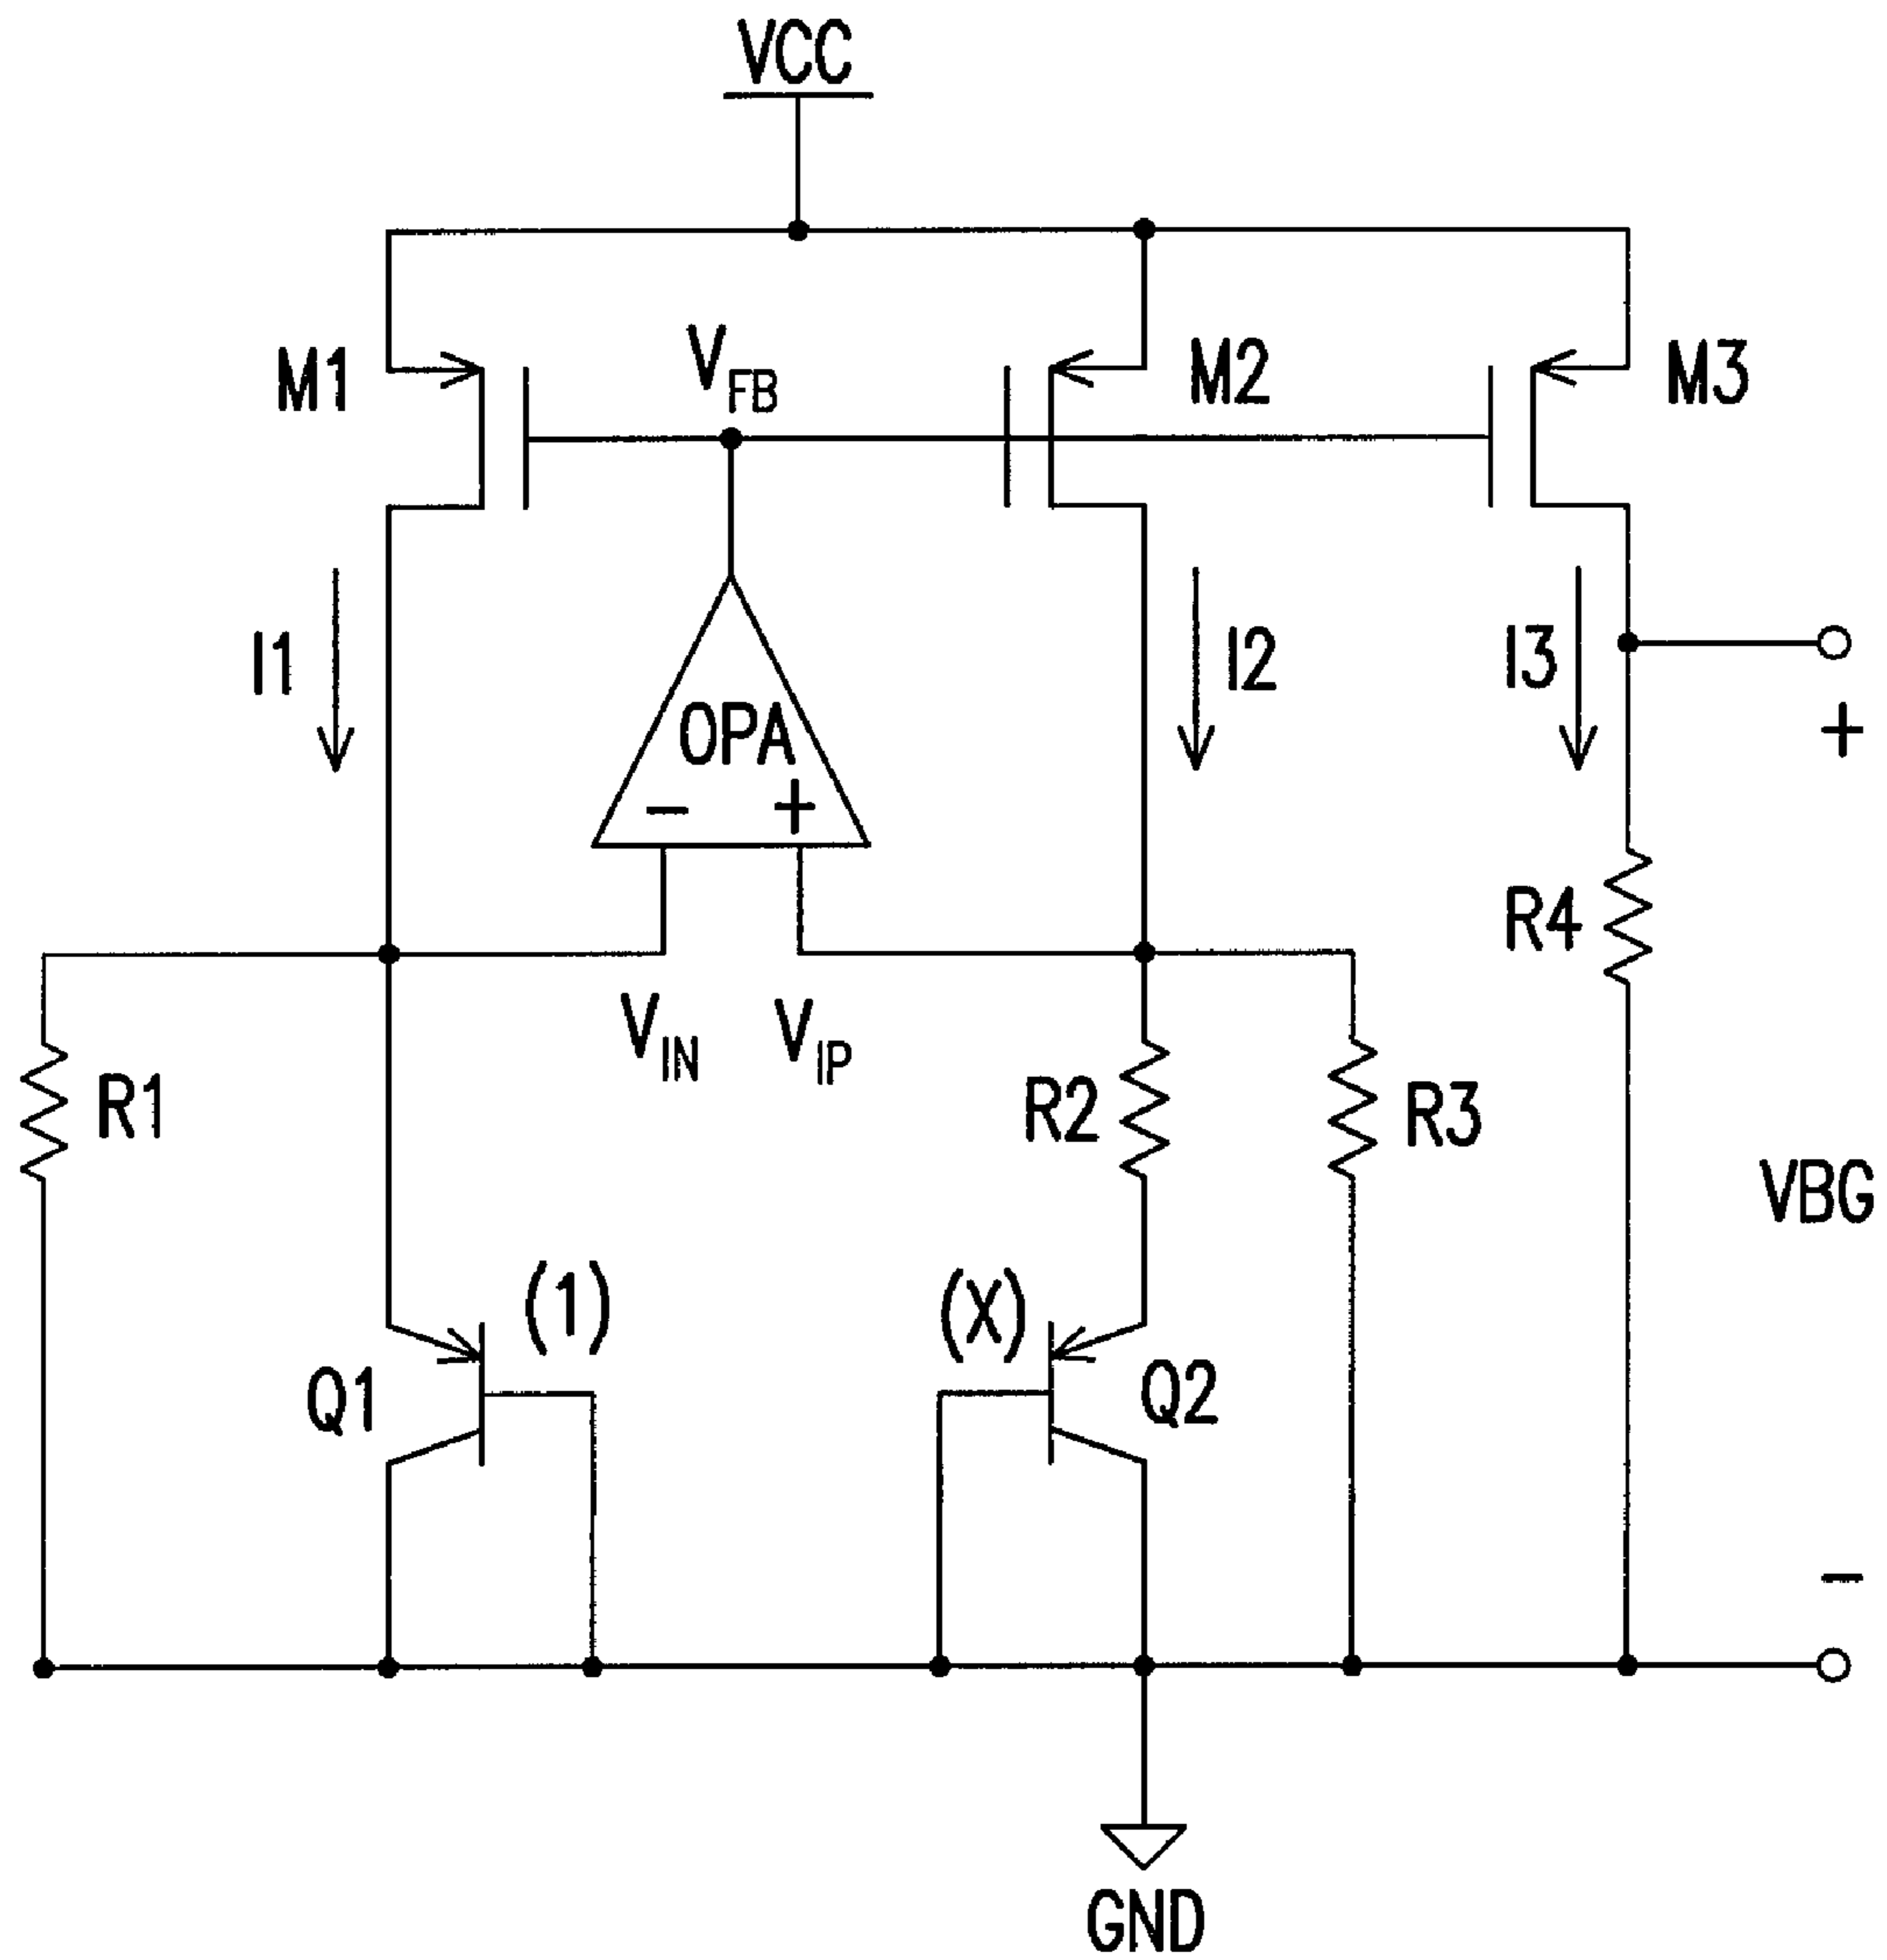 VCC
M1
V_FB
M2
M3
I1
OPA
- +
I2
I3
+
R4
V_IN
V_IP
R1
R2
R3
VBG
(1)
(X)
Q1
Q2
-
GND